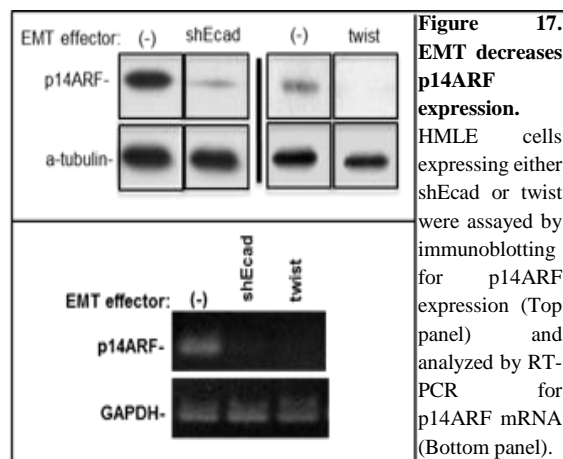 EMT effector: (-) shEcad (-) twist
p14ARF-
a-tubulin-
EMT effector: (-) shEcad twist
p14ARF-
GAPDH-
Figure 17.
EMT decreases
p14ARF
expression.
HMLE cells
expressing either
shEcad or twist
were assayed by
immunoblotting
for p14ARF
expression (Top
panel) and
analyzed by RT-
PCR for
p14ARF mRNA
(Bottom panel).